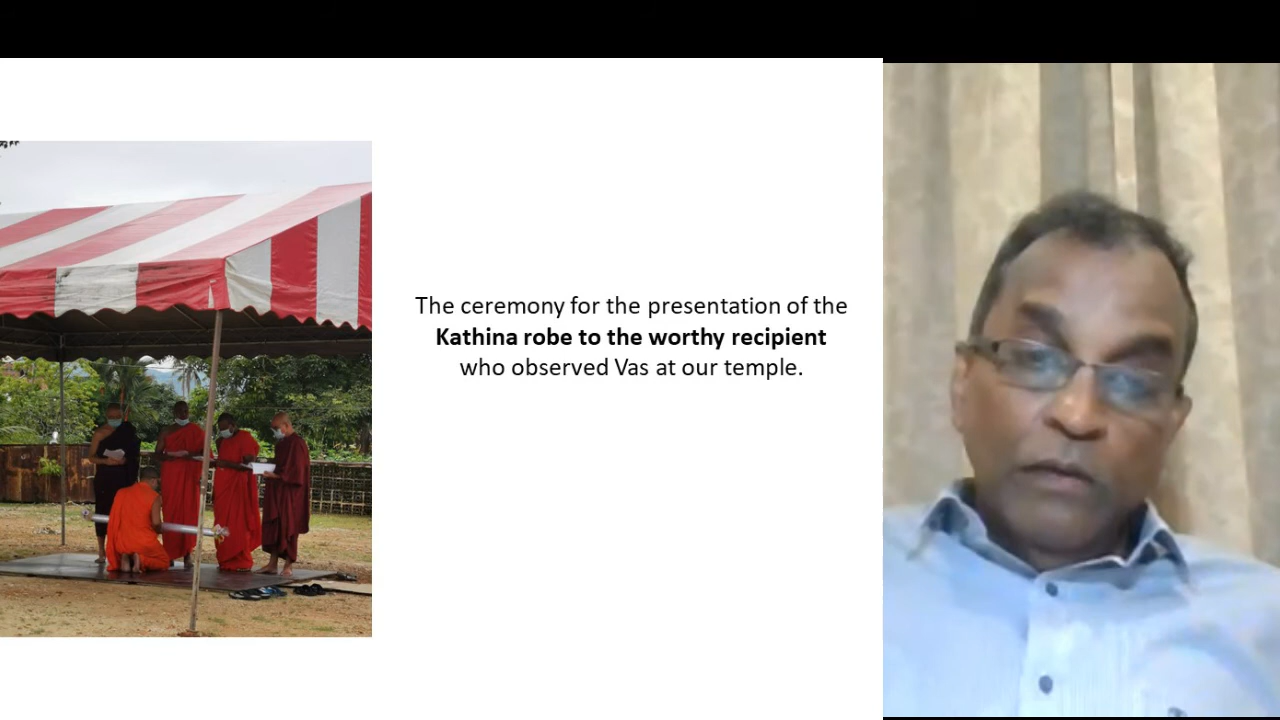 The ceremony for the presentation of the
Kathina robe to the worthy recipient
who observed Vas at our temple.